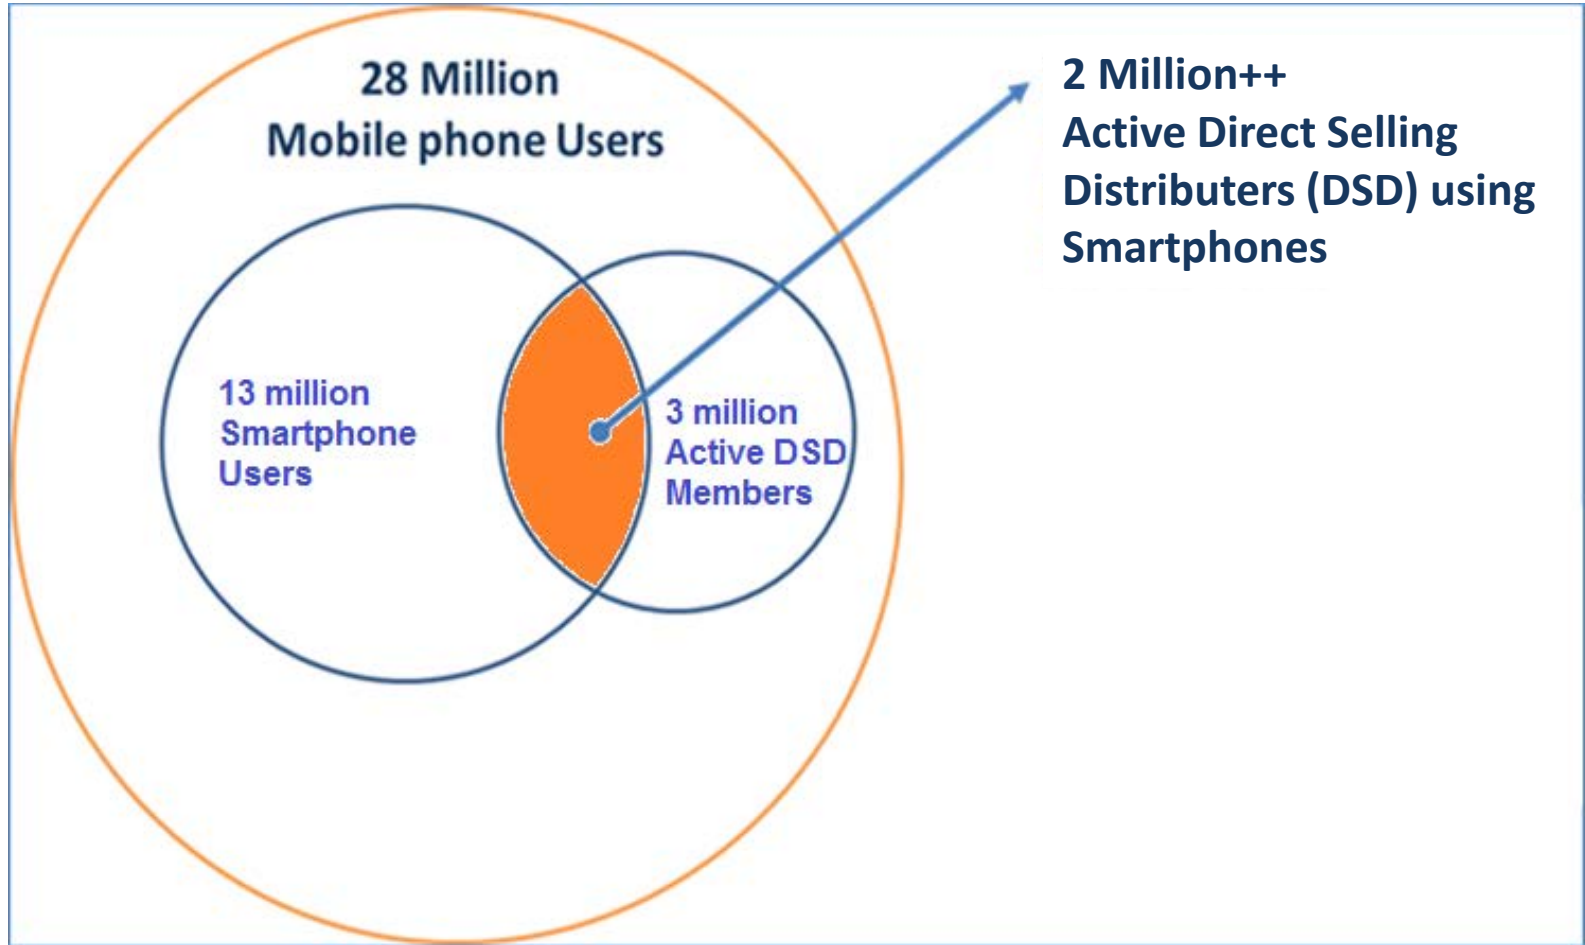 28 Million
Mobile phone Users
2 Million++
Active Direct Selling
Distributers (DSD) using
Smartphones
13 million
Smartphone
Users
3 million
Active DSD
Members